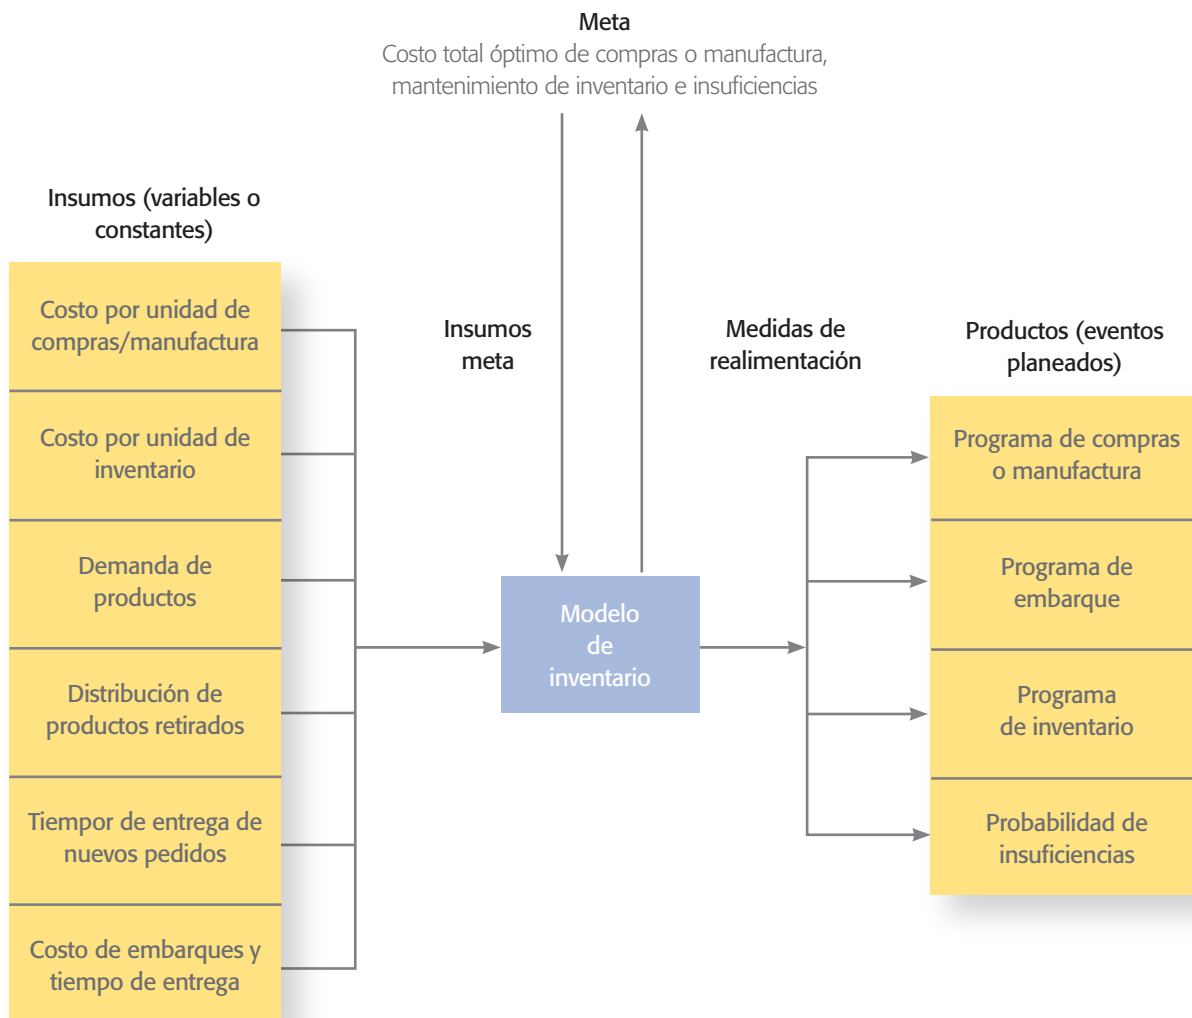 Meta
Costo total óptimo de compras o manufactura,
mantenimiento de inventario e insuficiencias
Insumos (variables o
constantes)
Costo por unidad de
compras/manufactura
Costo por unidad de
inventario
Demanda de
productos
Distribución de
productos retirados
Tiempor de entrega de
nuevos pedidos
Costo de embarques y
tiempo de entrega
Insumos
meta
Modelo
de
inventario
Medidas de
realimentación
Productos (eventos
planeados)
Programa de compras
o manufactura
Programa de
embarque
Programa
de inventario
Probabilidad de
insuficiencias